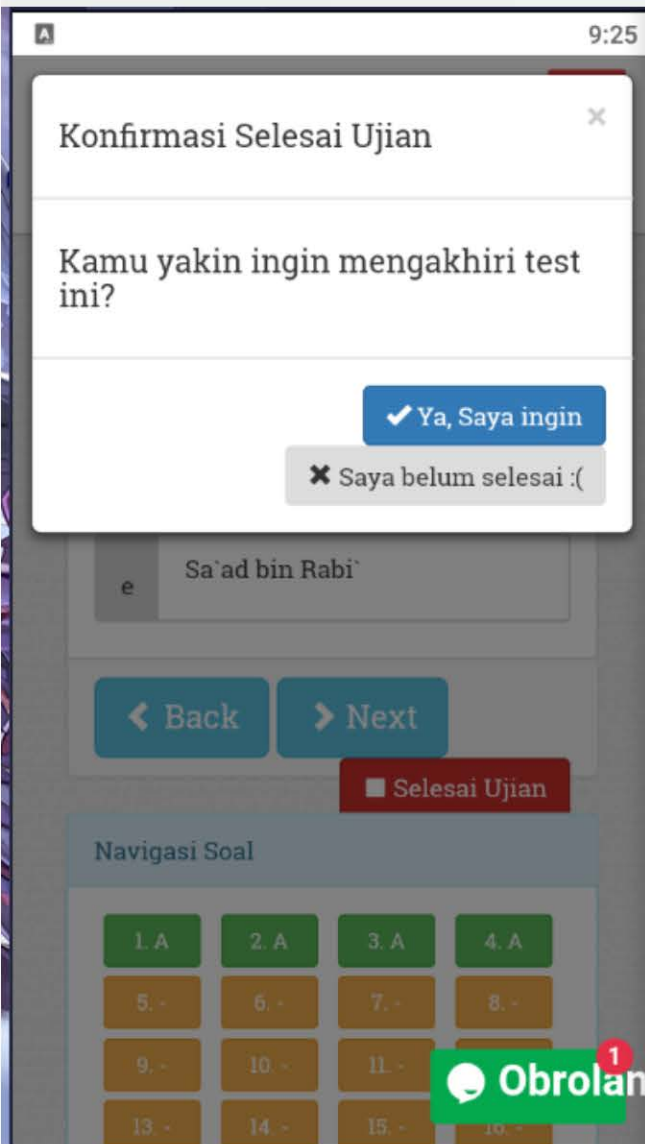 9:25
Konfirmasi Selesai Ujian
×
Kamu yakin ingin mengakhiri test
ini?
Ya, Saya ingin
Saya belum selesai :(
e
Sa`ad bin Rabi`
Back
Next
Selesai Ujian
Navigasi Soal
1. A 2. A 3. A 4. A
5. - 6. - 7. - 8. -
9. - 10. - 11. -
Obrolan
1
13. - 14. - 15. - 16. -